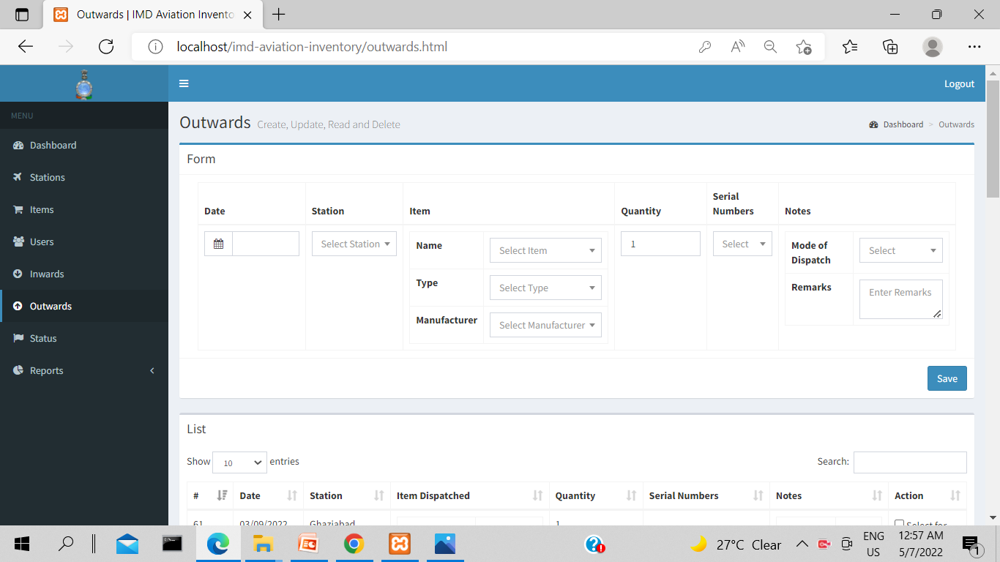 Outwards | IMD Aviation Invento
localhost/imd-aviation-inventory/outwards.html
Logout
MENU
Dashboard
Stations
Items
Users
Inwards
Outwards
Status
Reports
Outwards Create, Update, Read and Delete
Dashboard > Outwards
Form
Date Station Item Quantity Serial Numbers Notes
Select Station
Name Select Item
Type Select Type
Manufacturer Select Manufacturer
1
Select
Mode of Dispatch Select
Remarks Enter Remarks
Save
List
Show 10 entries
Search:
# Date Station Item Dispatched Quantity Serial Numbers Notes Action
61 03/09/2022 Ghaziabad 1 Select for
27°C Clear
ENG
US
12:57 AM
5/7/2022
1